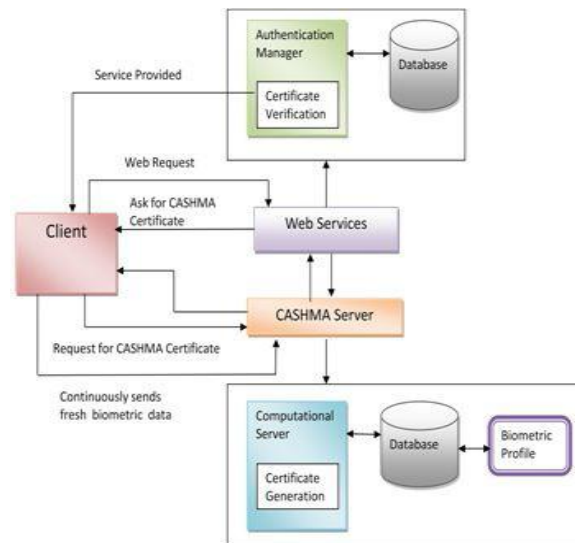 Authentication
Manager
Database
Certificate
Verification
Service Provided
Web Request
Ask for CASHMA
Certificate
Client
Web Services
CASHMA Server
Request for CASHMA Certificate
Continuously sends
fresh biometric data
Computational
Server
Database
Biometric
Profile
Certificate
Generation